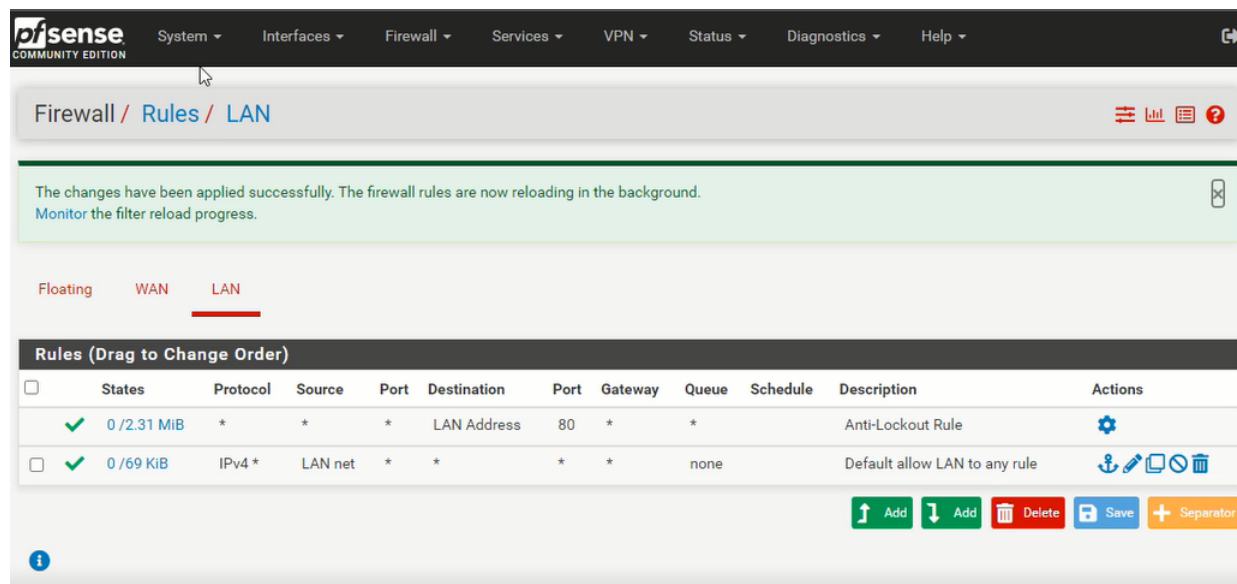 pfsense System Interfaces Firewall Services VPN Status Diagnostics Help
COMMUNITY EDITION
Firewall / Rules / LAN
The changes have been applied successfully. The firewall rules are now reloading in the background.
Monitor the filter reload progress.
Floating WAN LAN
Rules (Drag to Change Order)
States Protocol Source Port Destination Port Gateway Queue Schedule Description Actions
0 /2.31 MiB * * * LAN Address 80 * * Anti-Lockout Rule
0 /69 KiB IPv4 * LAN net * * * * none Default allow LAN to any rule
Add Add Delete Save Separator